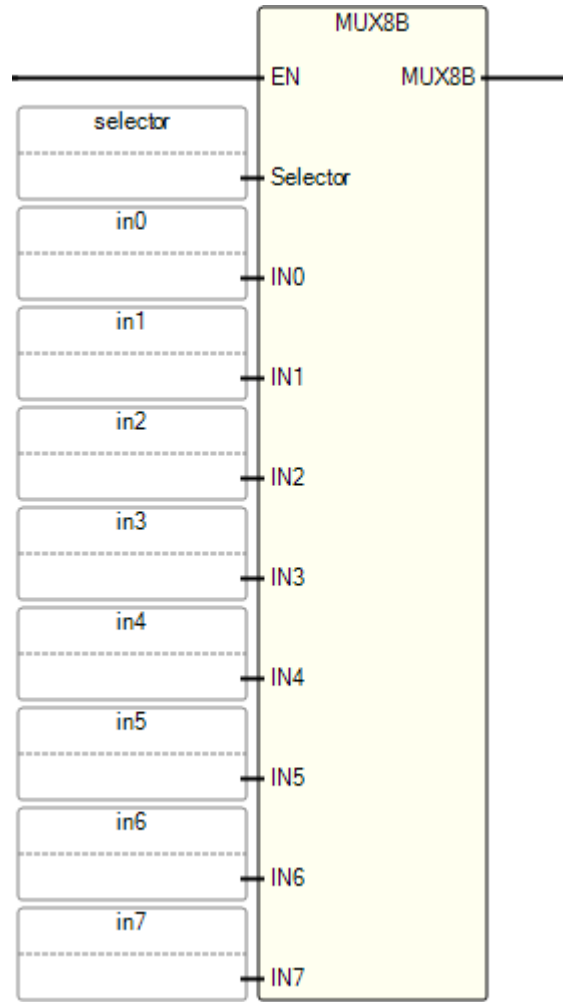 MUX8B
EN MUX8B
selector
Selector
in0
IN0
in1
IN1
in2
IN2
in3
IN3
in4
IN4
in5
IN5
in6
IN6
in7
IN7